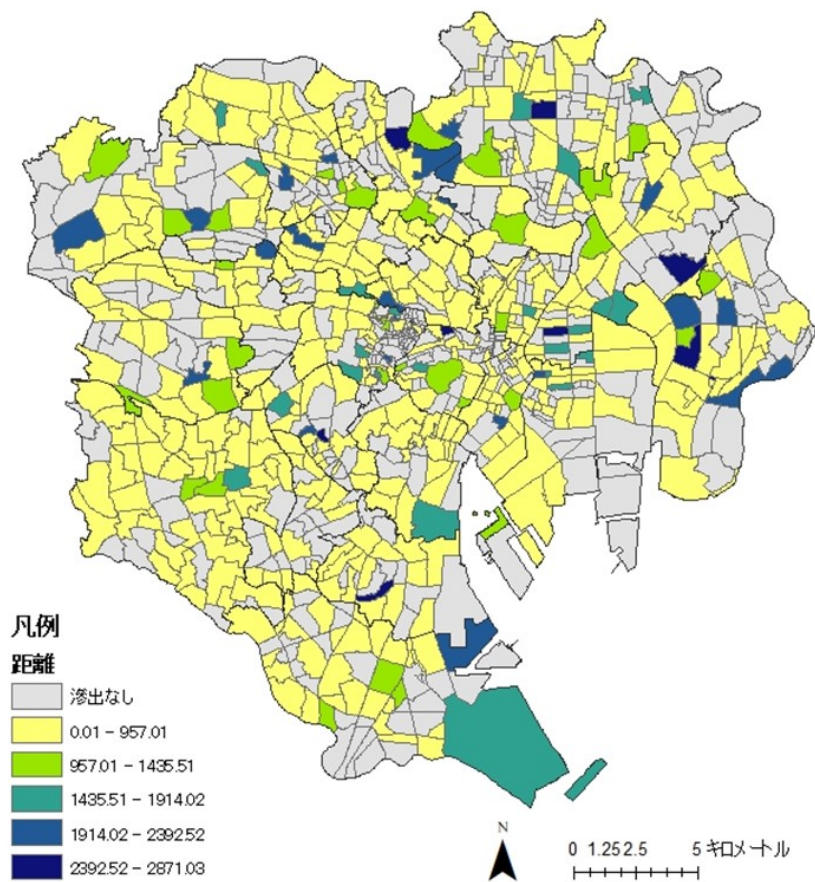 凡例
距離
滲出なし
0.01 - 957.01
957.01 - 1435.51
1435.51 - 1914.02
1914.02 - 2392.52
2392.52 - 2871.03
N
0 1.25 2.5 5 キロメートル